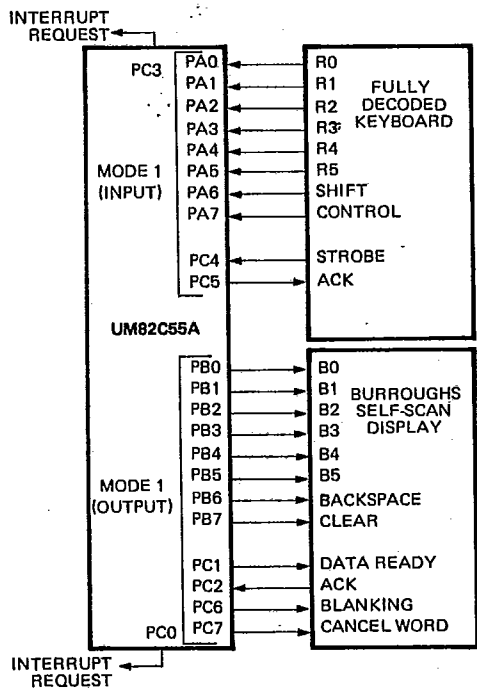 INTERRUPT
REQUEST
PC3
PA0
PA1
PA2
PA3
PA4
PA5
PA6
PA7
PC4
PC5
MODE 1
(INPUT)
R0
R1
R2
R3
R4
R5
SHIFT
CONTROL
STROBE
ACK
FULLY
DECODED
KEYBOARD
UM82C55A
PB0
PB1
PB2
PB3
PB4
PB5
PB6
PB7
PC1
PC2
PC6
PC7
MODE 1
(OUTPUT)
PC0
B0
B1
B2
B3
B4
B5
BACKSPACE
CLEAR
DATA READY
ACK
BLANKING
CANCEL WORD
BURROUGHS
SELF-SCAN
DISPLAY
INTERRUPT
REQUEST